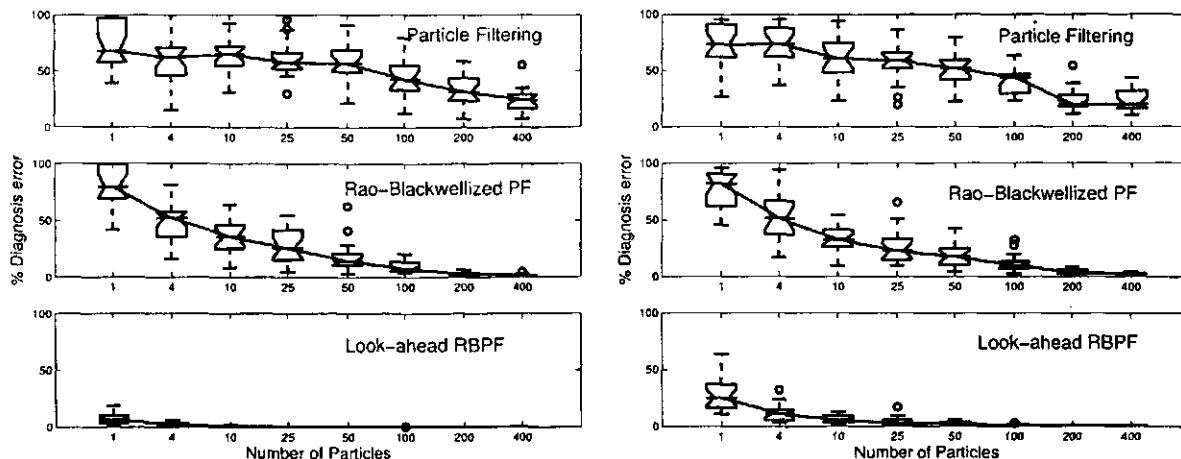 Particle Filtering
100
50
0
1 4 10 25 50 100 200 400
% Diagnosis error
Rao-Blackwellized PF
100
50
0
1 4 10 25 50 100 200 400
Look-ahead RBPF
100
50
0
1 4 10 25 50 100 200 400
Number of Particles
Particle Filtering
100
50
0
1 4 10 25 50 100 200 400
% Diagnosis error
Rao-Blackwellized PF
100
50
0
1 4 10 25 50 100 200 400
Look-ahead RBPF
100
50
0
1 4 10 25 50 100 200 400
Number of Particles